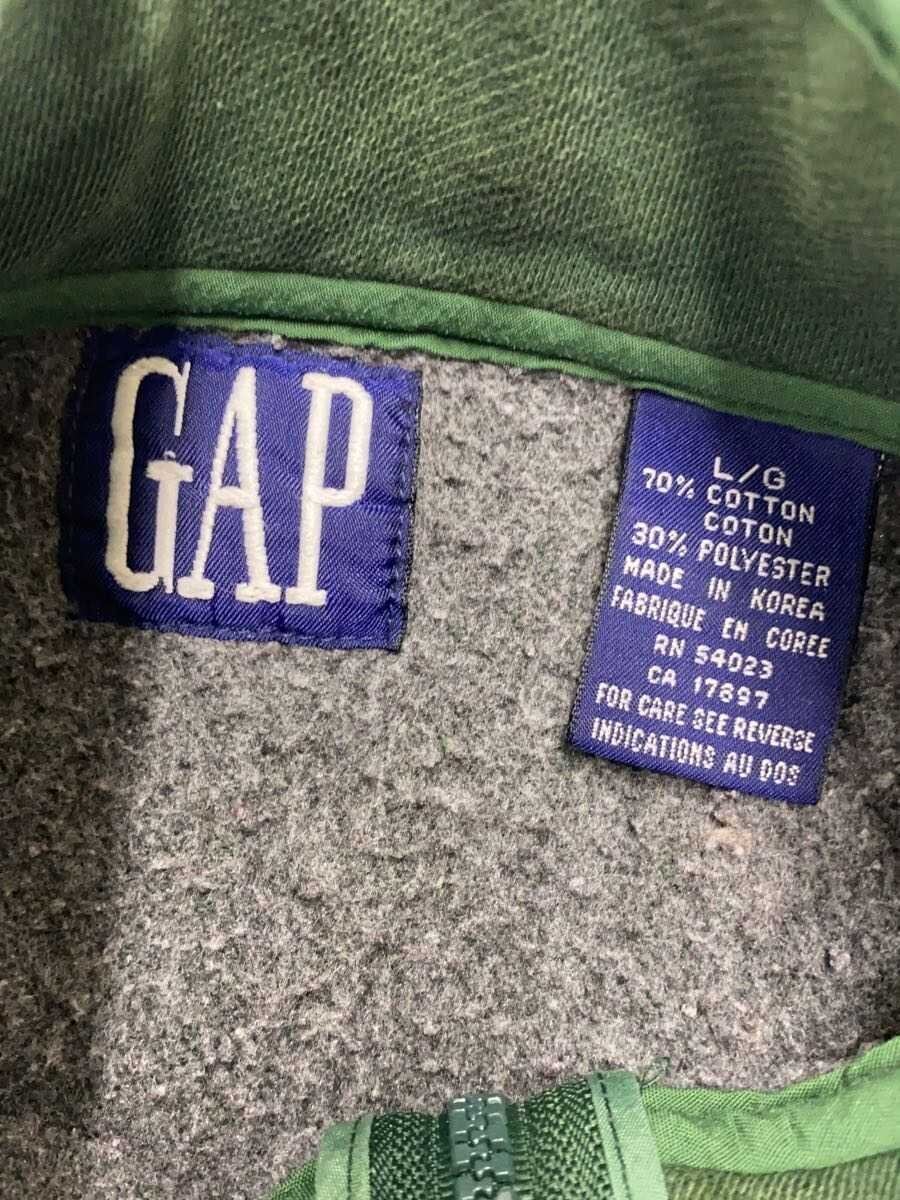 GAP
L/G
70% COTTON
COTON
30% POLYESTER
MADE IN KOREA
FABRIQUE EN COREE
RN 54023
CA 17897
FOR CARE SEE REVERSE
INDICATIONS AU DOS